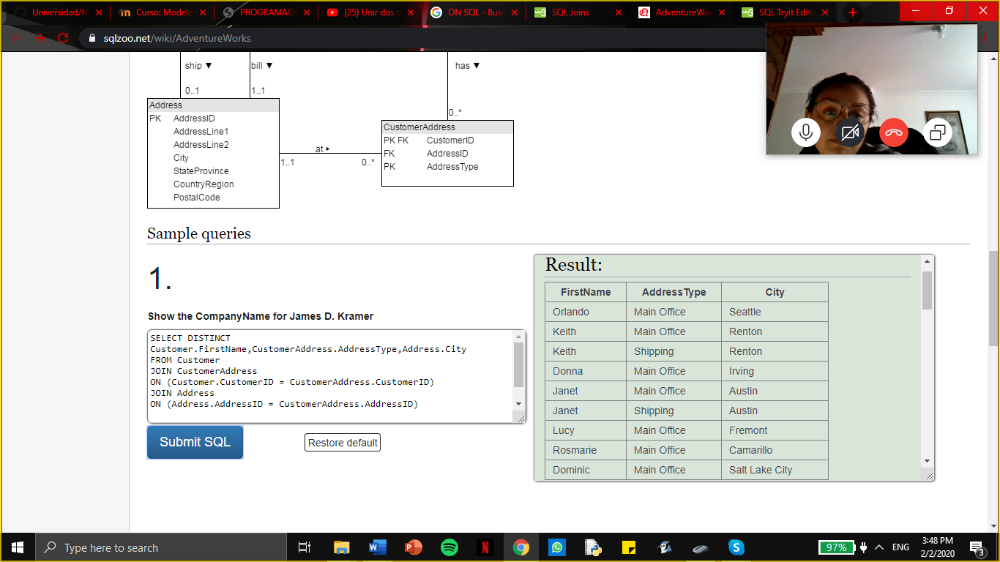 Universidad/M
Curso: Modelo
PROGRAMACI
(25) Unir dos t
ON SQL - Bus
SQL Joins
AdventureWor
SQL Tryit Edito
sqlzoo.net/wiki/AdventureWorks
ship ▼
bill ▼
has ▼
0..1
1..1
0..*
Address
PK AddressID
AddressLine1
AddressLine2
City
StateProvince
CountryRegion
PostalCode
at ▸
1..1
0..*
CustomerAddress
PK FK CustomerID
FK AddressID
PK AddressType
Sample queries
1.
Show the CompanyName for James D. Kramer
SELECT DISTINCT
Customer.FirstName,CustomerAddress.AddressType,Address.City
FROM Customer
JOIN CustomerAddress
ON (Customer.CustomerID = CustomerAddress.CustomerID)
JOIN Address
ON (Address.AddressID = CustomerAddress.AddressID)
Submit SQL
Restore default
Result:
FirstName AddressType City
Orlando Main Office Seattle
Keith Main Office Renton
Keith Shipping Renton
Donna Main Office Irving
Janet Main Office Austin
Janet Shipping Austin
Lucy Main Office Fremont
Rosmarie Main Office Camarillo
Dominic Main Office Salt Lake City
Type here to search
97%
ENG
3:48 PM
2/2/2020
3